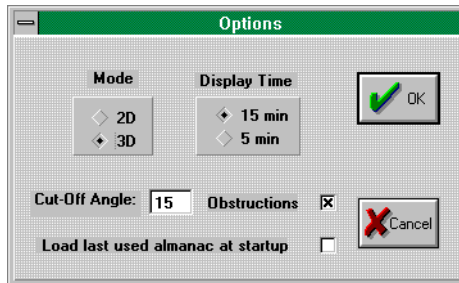 Options
Mode
2D
3D
Display Time
15 min
5 min
OK
Cut-Off Angle: 15
Obstructions
Cancel
Load last used almanac at startup